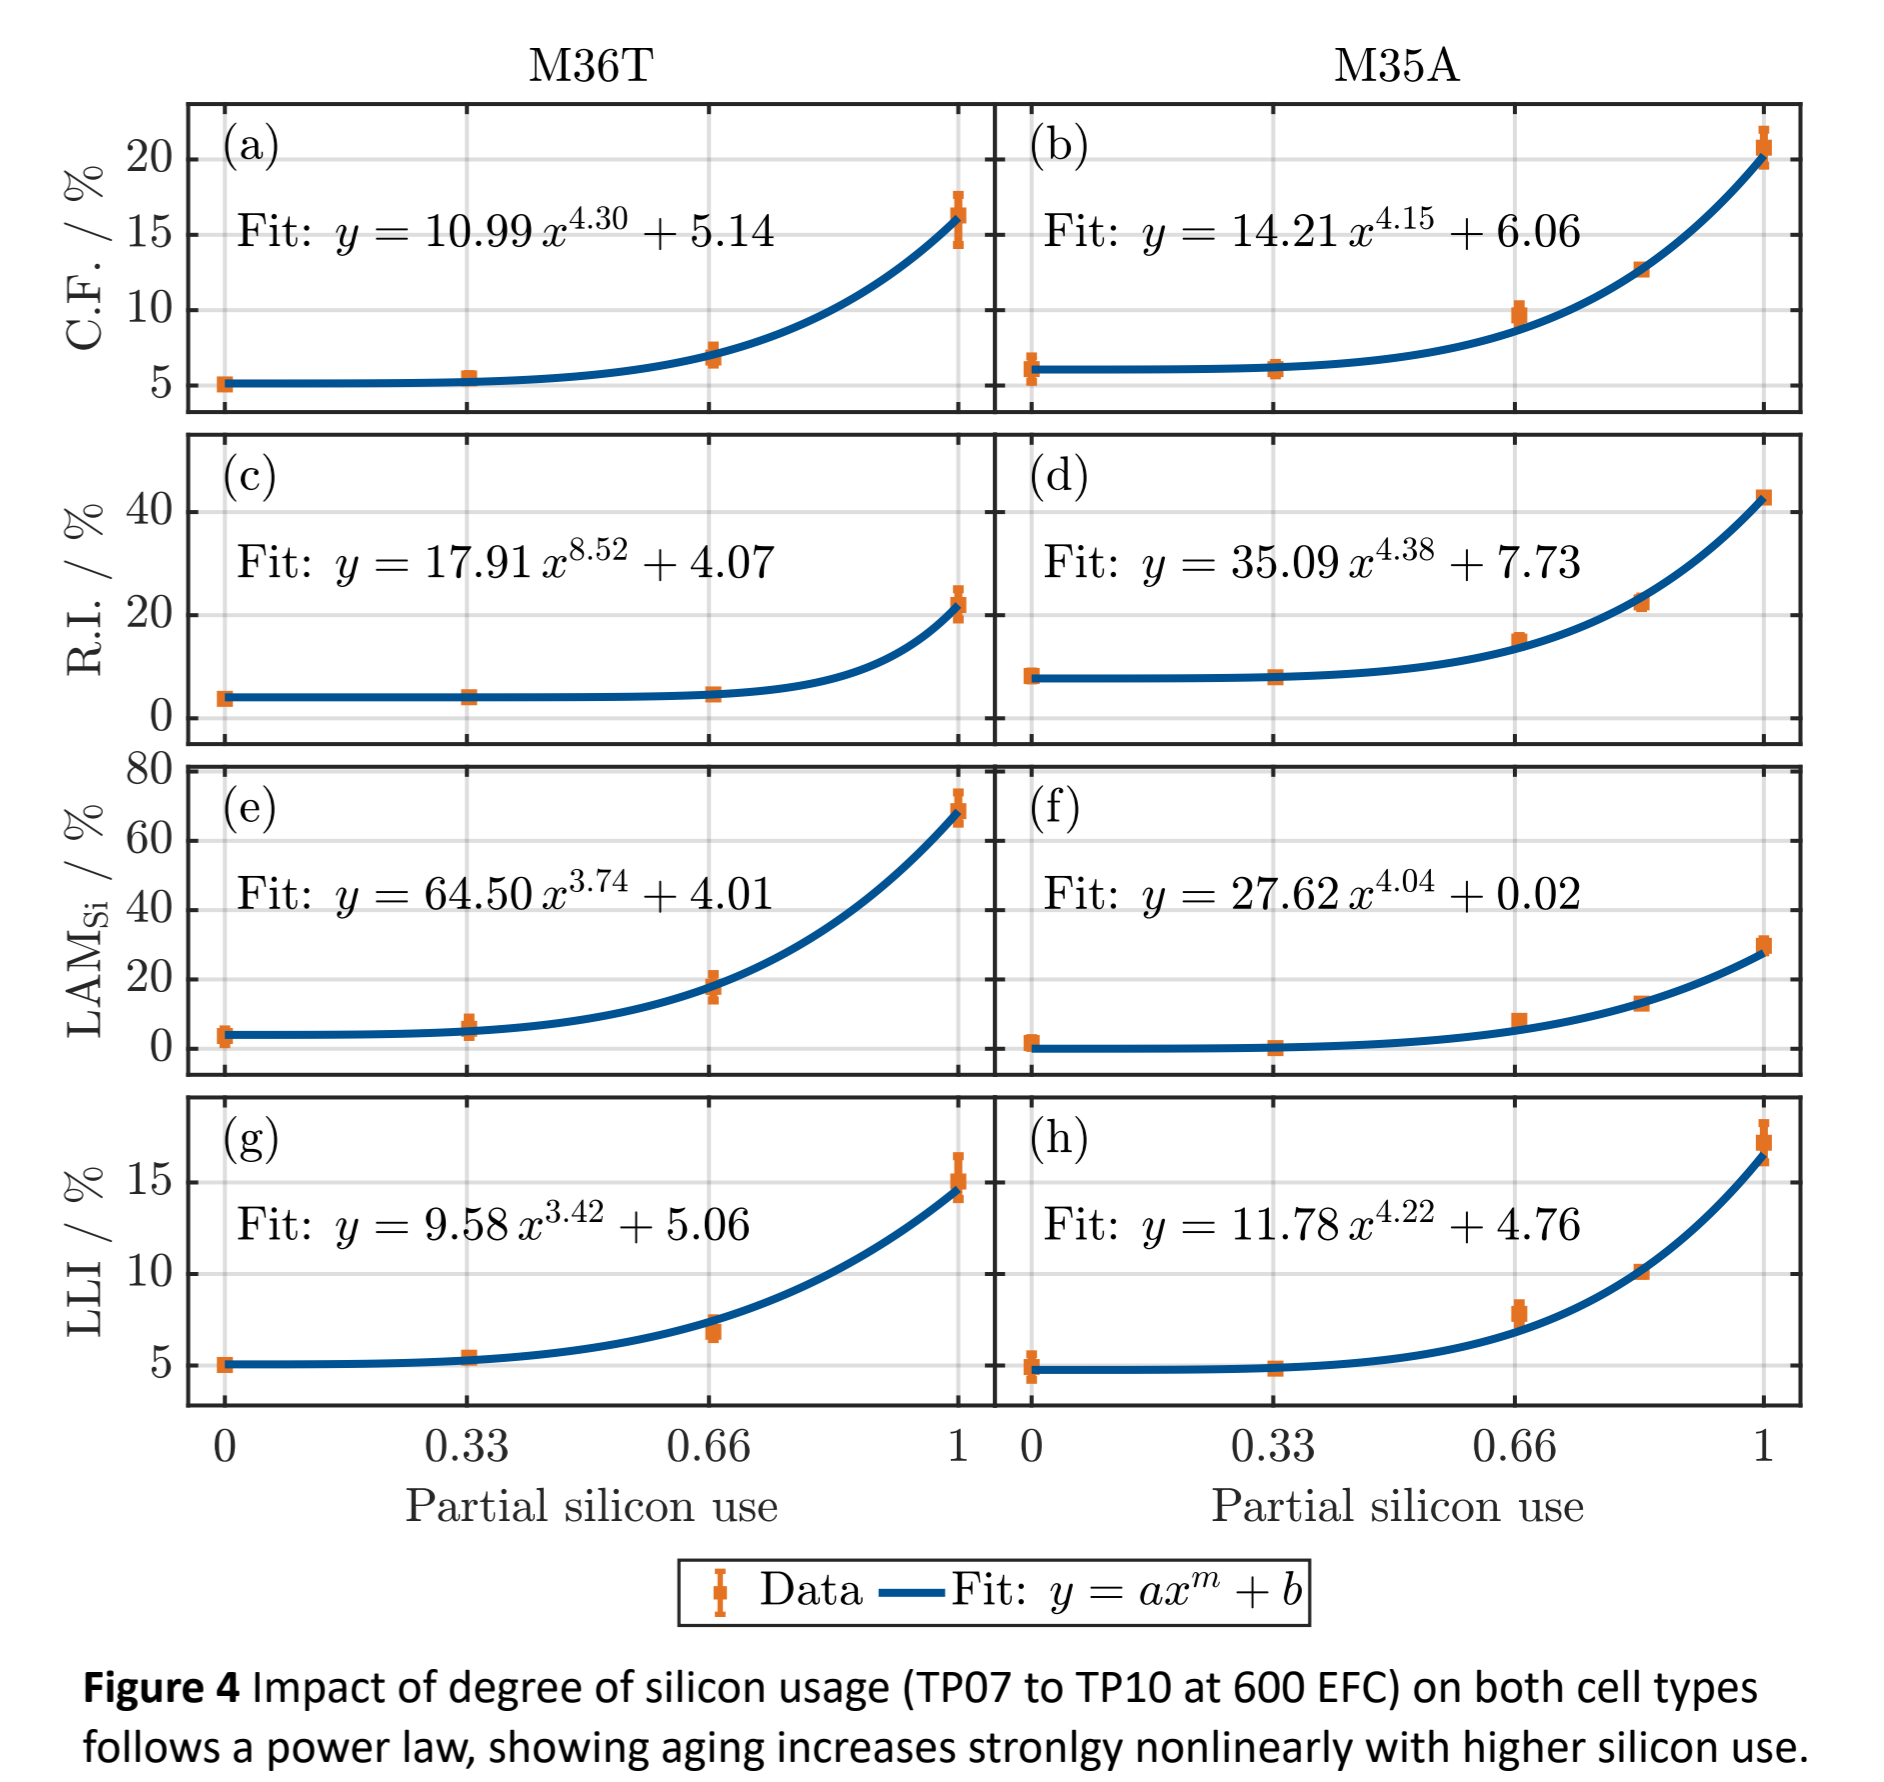 M36T
M35A
(a)
Fit: y = 10.99 x^4.30 + 5.14
C.F. / %
20
15
10
5
(b)
Fit: y = 14.21 x^4.15 + 6.06
(c)
Fit: y = 17.91 x^8.52 + 4.07
R.I. / %
40
20
0
(d)
Fit: y = 35.09 x^4.38 + 7.73
(e)
Fit: y = 64.50 x^3.74 + 4.01
LAM_Si / %
80
60
40
20
0
(f)
Fit: y = 27.62 x^4.04 + 0.02
(g)
Fit: y = 9.58 x^3.42 + 5.06
LLI / %
15
10
5
(h)
Fit: y = 11.78 x^4.22 + 4.76
0 0.33 0.66 1
0 0.33 0.66 1
Partial silicon use
Partial silicon use
Data Fit: y = ax^m + b
Figure 4 Impact of degree of silicon usage (TP07 to TP10 at 600 EFC) on both cell types
follows a power law, showing aging increases stronlgy nonlinearly with higher silicon use.